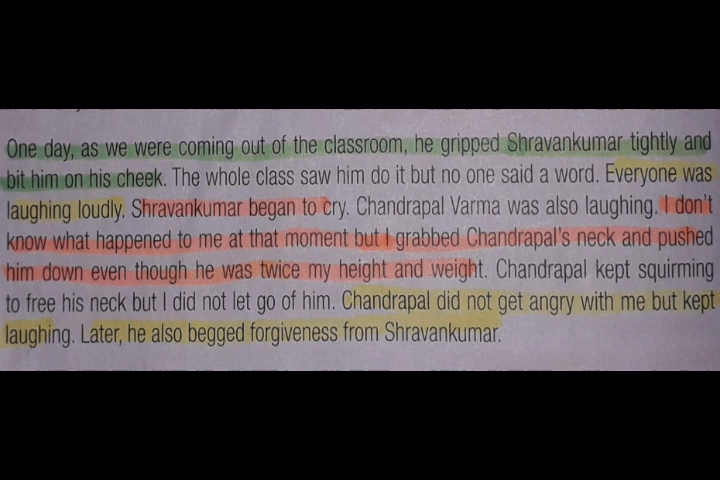 One day, as we were coming out of the classroom, he gripped Shravankumar tightly and
bit him on his cheek. The whole class saw him do it but no one said a word. Everyone was
laughing loudly. Shravankumar began to cry. Chandrapal Varma was also laughing. I don't
know what happened to me at that moment but I grabbed Chandrapal's neck and pushed
him down even though he was twice my height and weight. Chandrapal kept squirming
to free his neck but I did not let go of him. Chandrapal did not get angry with me but kept
laughing. Later, he also begged forgiveness from Shravankumar.